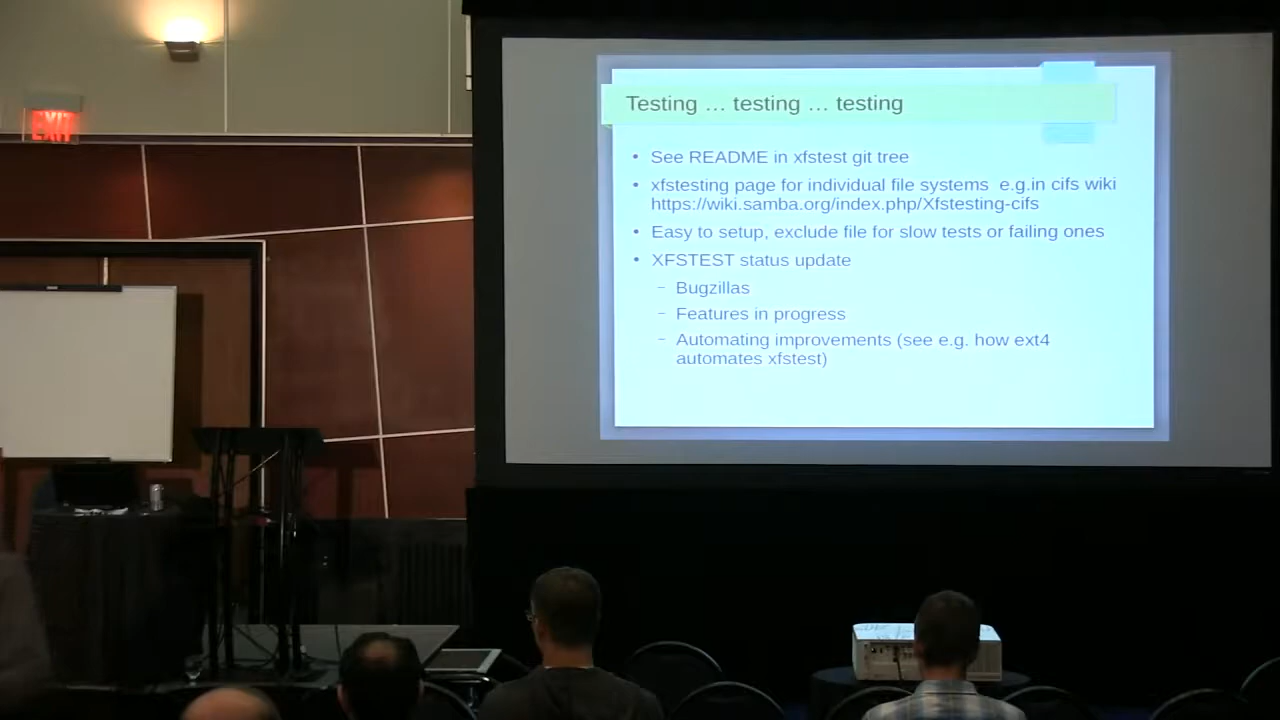 EXIT
Testing … testing … testing
• See README in xfstest git tree
• xfstesting page for individual file systems e.g.in cifs wiki
https://wiki.samba.org/index.php/Xfstesting-cifs
• Easy to setup, exclude file for slow tests or failing ones
• XFSTEST status update
– Bugzillas
– Features in progress
– Automating improvements (see e.g. how ext4
automates xfstest)